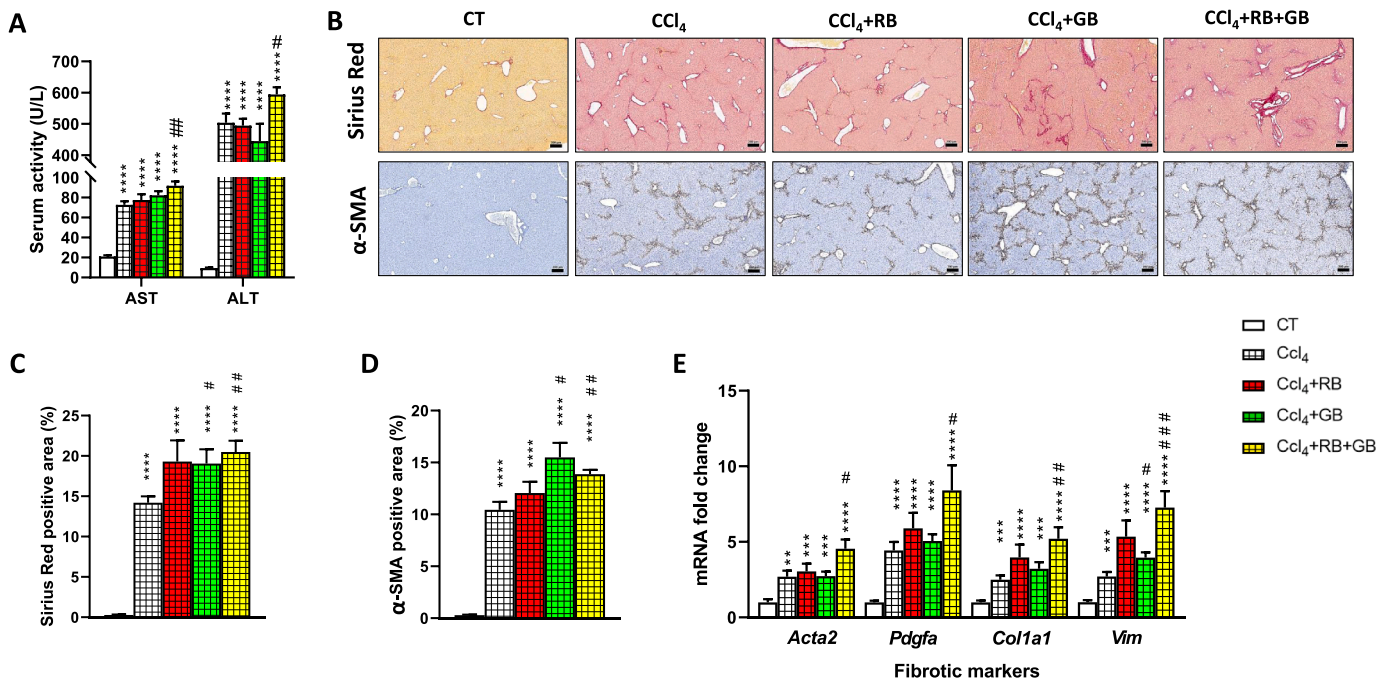 A
Serum activity (U/L)
700
600
500
400
100
80
60
40
20
0
****
****
****
**** ##
****
****
****
**** #
AST
ALT
B
CT
CCl4
CCl4+RB
CCl4+GB
CCl4+RB+GB
Sirius Red
α-SMA
C
Sirius Red positive area (%)
25
20
15
10
5
0
****
****
**** #
**** # #
D
α-SMA positive area (%)
20
15
10
5
0
****
****
**** #
**** # #
E
mRNA fold change
15
10
5
0
**
***
***
**** #
****
****
****
**** #
***
****
***
**** # #
***
****
**** #
**** # # #
Acta2
Pdgfa
Col1a1
Vim
Fibrotic markers
CT
Ccl4
Ccl4+RB
Ccl4+GB
Ccl4+RB+GB